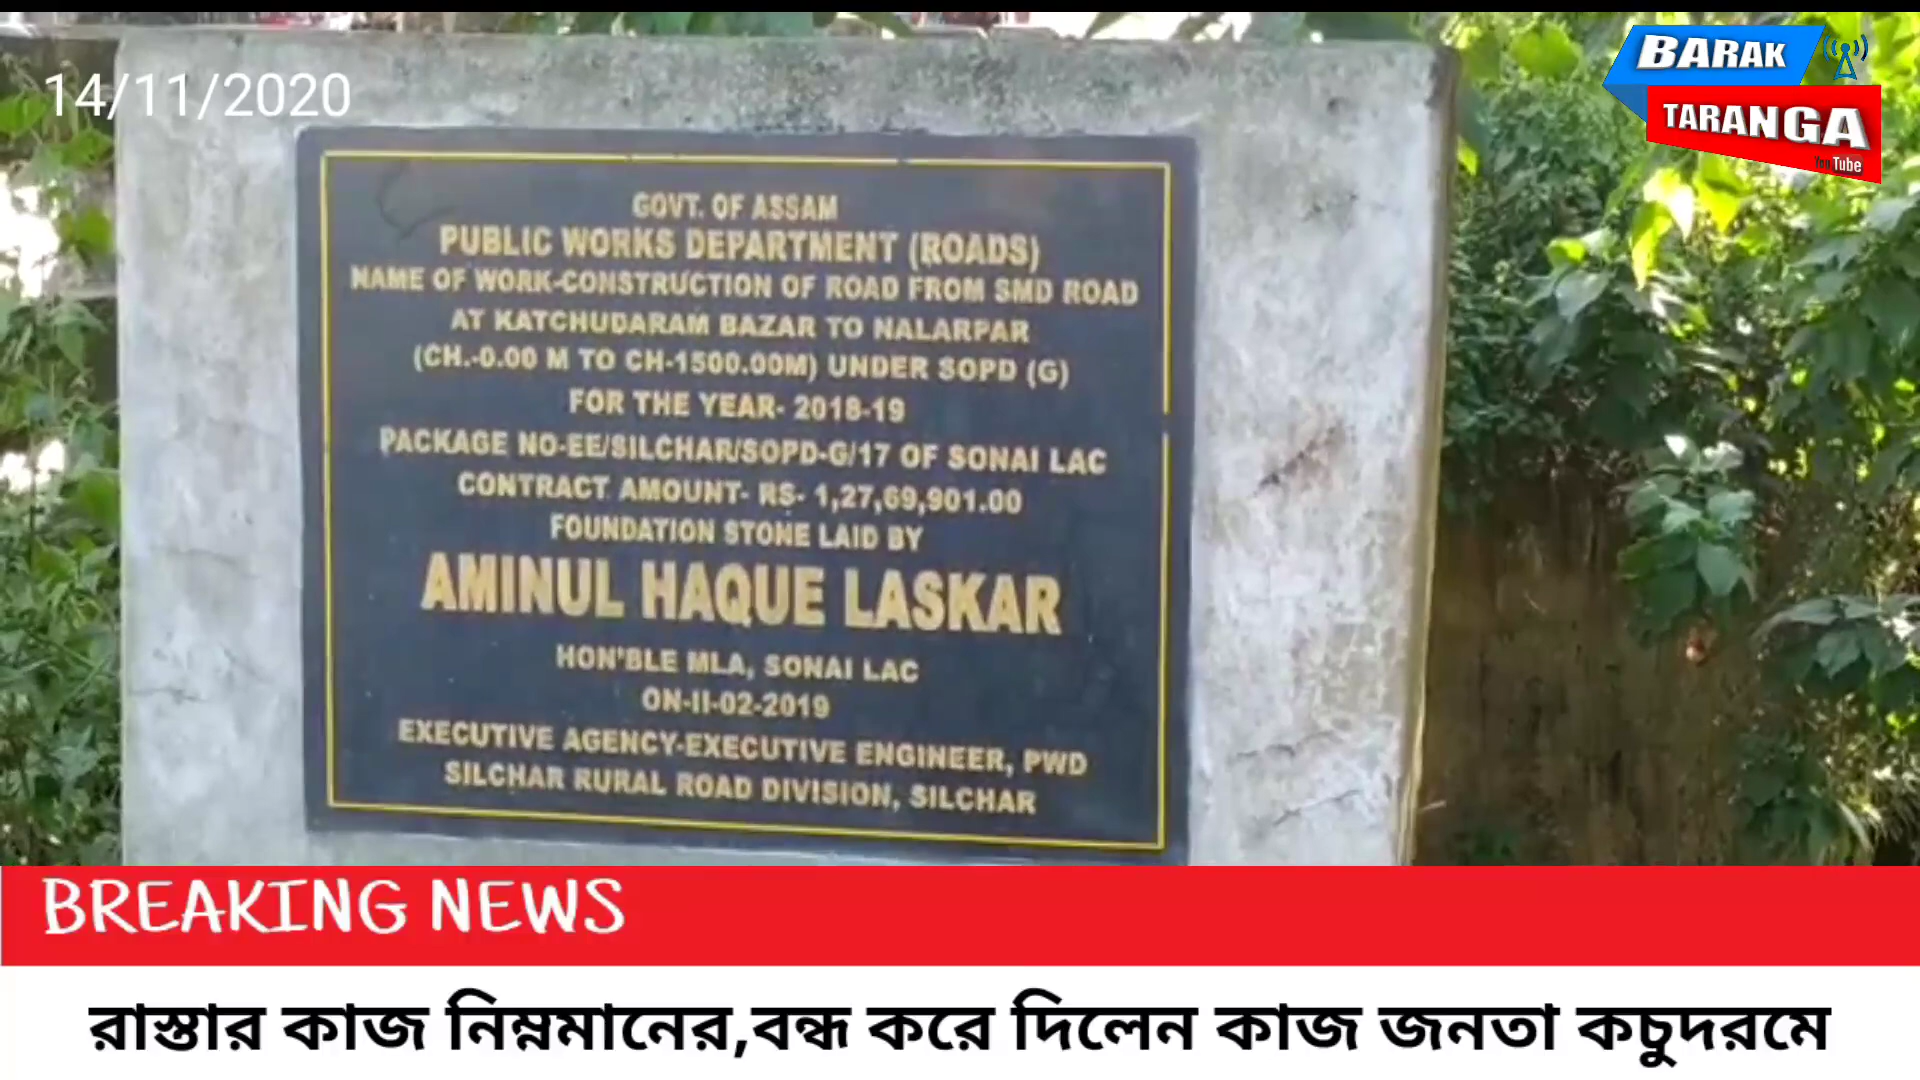 14/11/2020
BARAK
TARANGA
YouTube
GOVT. OF ASSAM
PUBLIC WORKS DEPARTMENT (ROADS)
NAME OF WORK-CONSTRUCTION OF ROAD FROM SMD ROAD
AT KATCHUDARAM BAZAR TO NALARPAR
(CH.-0.00 M TO CH-1500.00M) UNDER SOPD (G)
FOR THE YEAR- 2018-19
PACKAGE NO-EE/SILCHAR/SOPD-G/17 OF SONAI LAC
CONTRACT AMOUNT- RS- 1,27,69,901.00
FOUNDATION STONE LAID BY
AMINUL HAQUE LASKAR
HON'BLE MLA, SONAI LAC
ON-II-02-2019
EXECUTIVE AGENCY-EXECUTIVE ENGINEER, PWD
SILCHAR RURAL ROAD DIVISION, SILCHAR
BREAKING NEWS
রাস্তার কাজ নিম্নমানের,বন্ধ করে দিলেন কাজ জনতা কচুদরমে